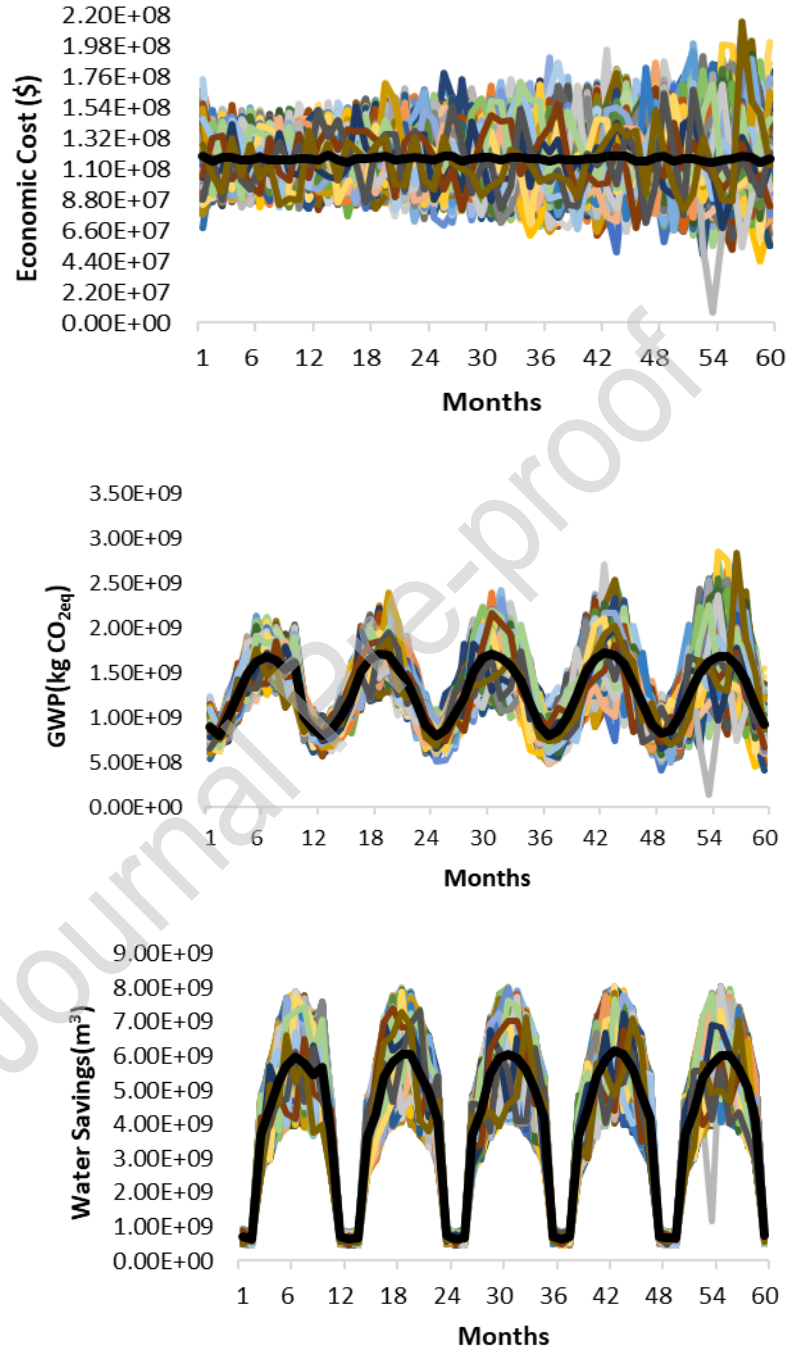 2.20E+08
1.98E+08
1.76E+08
1.54E+08
1.32E+08
1.10E+08
8.80E+07
6.60E+07
4.40E+07
2.20E+07
0.00E+00
Economic Cost ($)
1 6 12 18 24 30 36 42 48 54 60
Months
3.50E+09
3.00E+09
2.50E+09
2.00E+09
1.50E+09
1.00E+09
5.00E+08
0.00E+00
GWP(kg CO2eq)
1 6 12 18 24 30 36 42 48 54 60
Months
9.00E+09
8.00E+09
7.00E+09
6.00E+09
5.00E+09
4.00E+09
3.00E+09
2.00E+09
1.00E+09
0.00E+00
Water Savings(m³)
1 6 12 18 24 30 36 42 48 54 60
Months
Journal Pre-proof